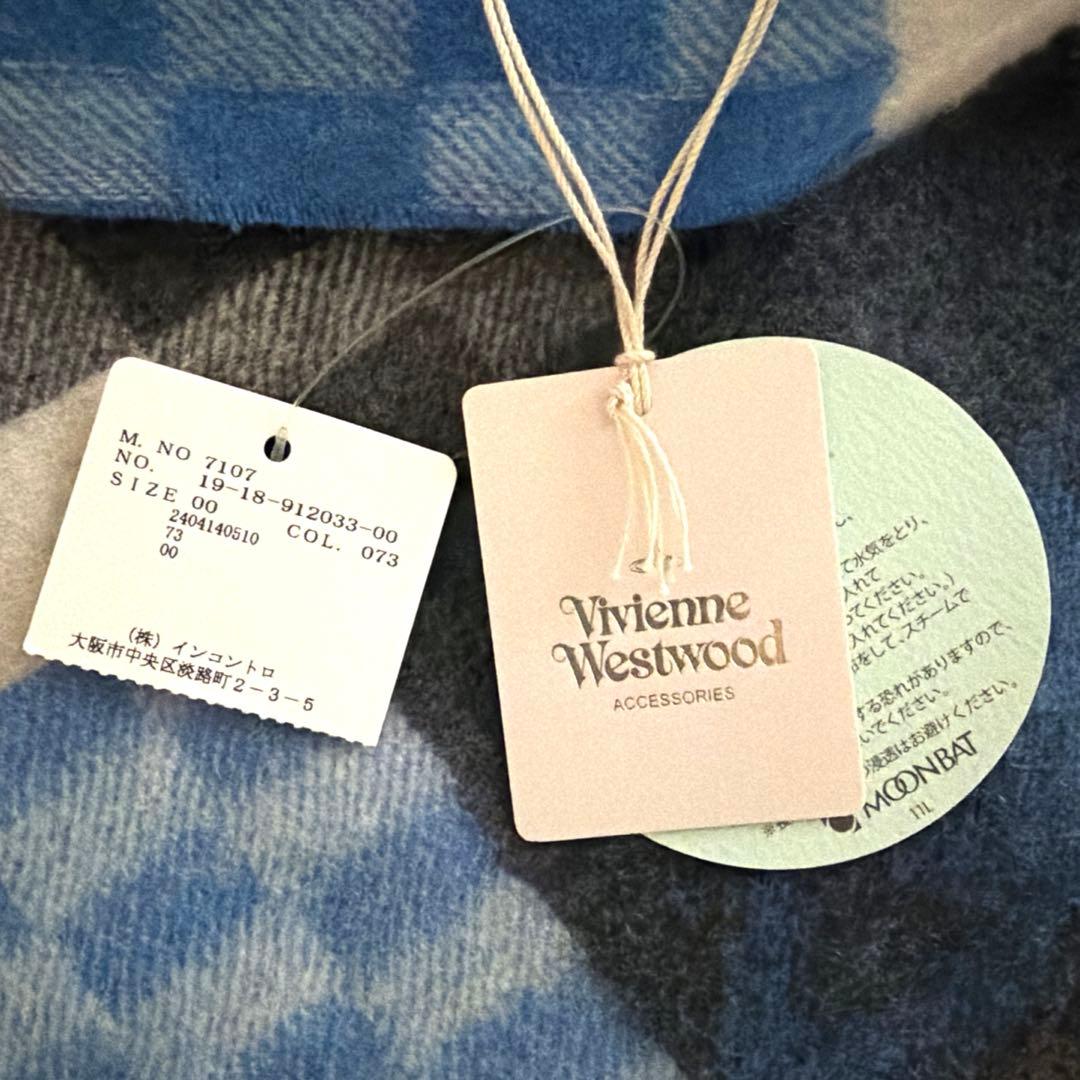 M. NO 7107
NO. 19-18-912033-00
SIZE 00 COL. 073
2404140510
73
00
(株) インコントロ
大阪市中央区淡路町2-3-5
Vivienne
Westwood
ACCESSORIES
い。
て水気をとり、
入れて
ください。
入れてください。)
をして、スチームで
する恐れがありますので、
いでください。
浸透はお避けください。
MOONBAT
11L